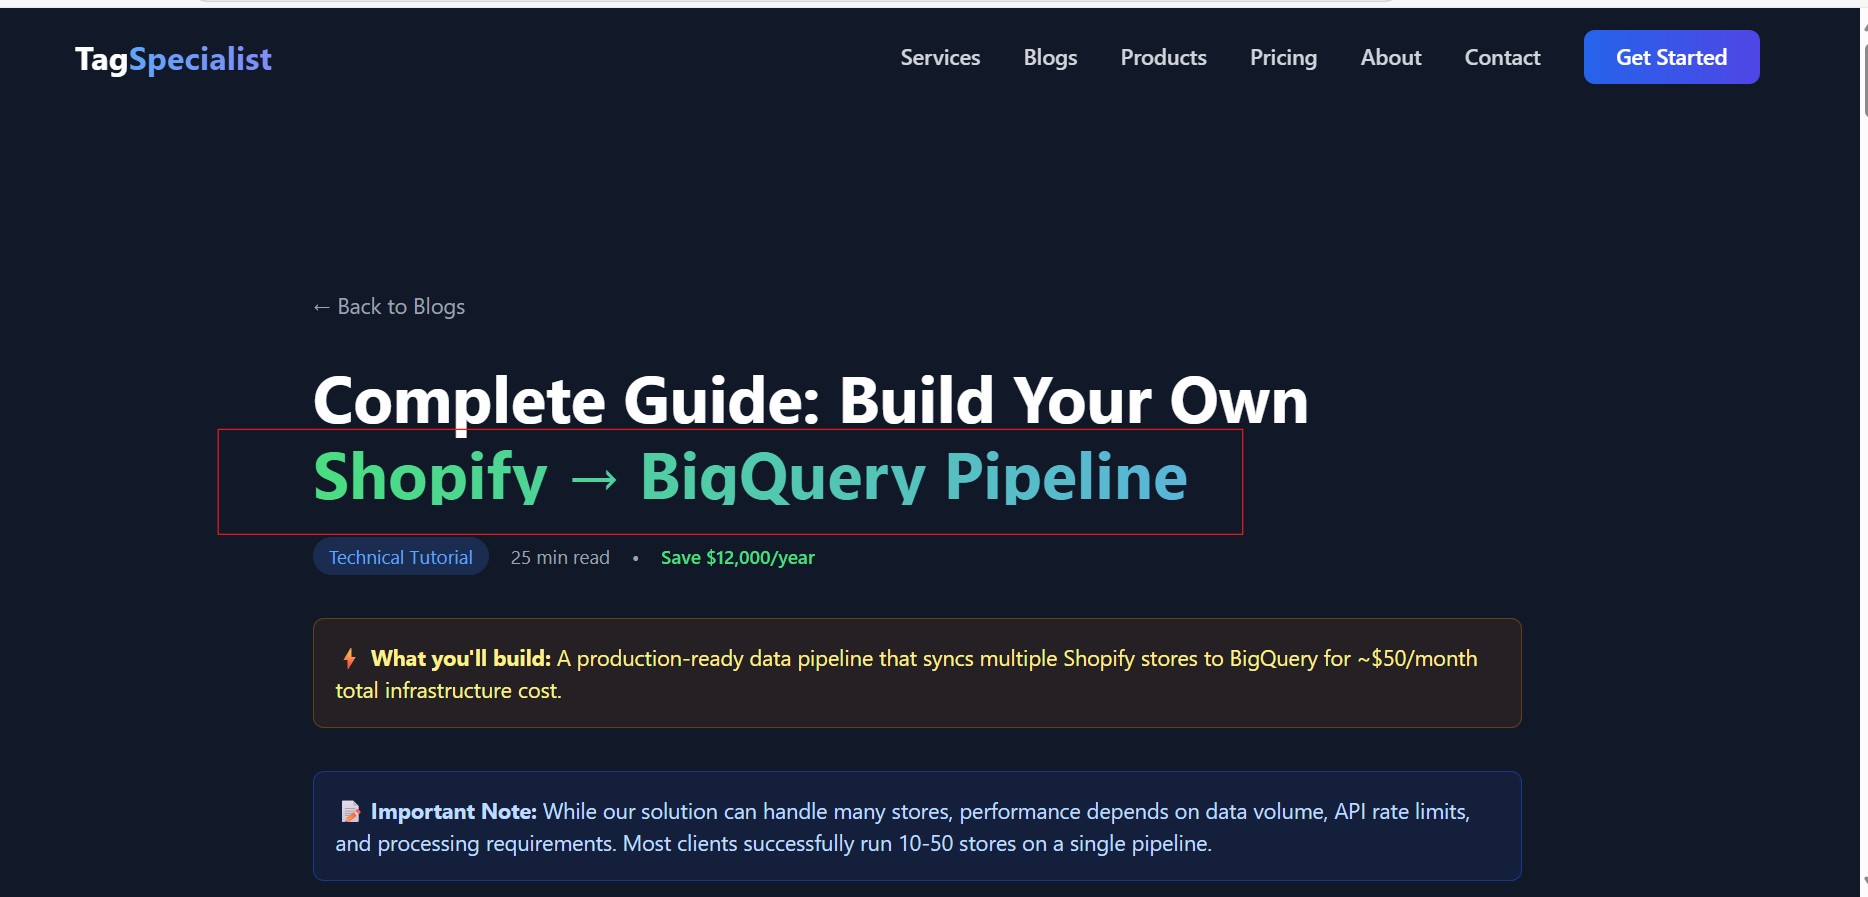 TagSpecialist
Services Blogs Products Pricing About Contact Get Started
← Back to Blogs
Complete Guide: Build Your Own
Shopify → BigQuery Pipeline
Technical Tutorial 25 min read • Save $12,000/year
⚡ What you'll build: A production-ready data pipeline that syncs multiple Shopify stores to BigQuery for ~$50/month
total infrastructure cost.
📝 Important Note: While our solution can handle many stores, performance depends on data volume, API rate limits,
and processing requirements. Most clients successfully run 10-50 stores on a single pipeline.